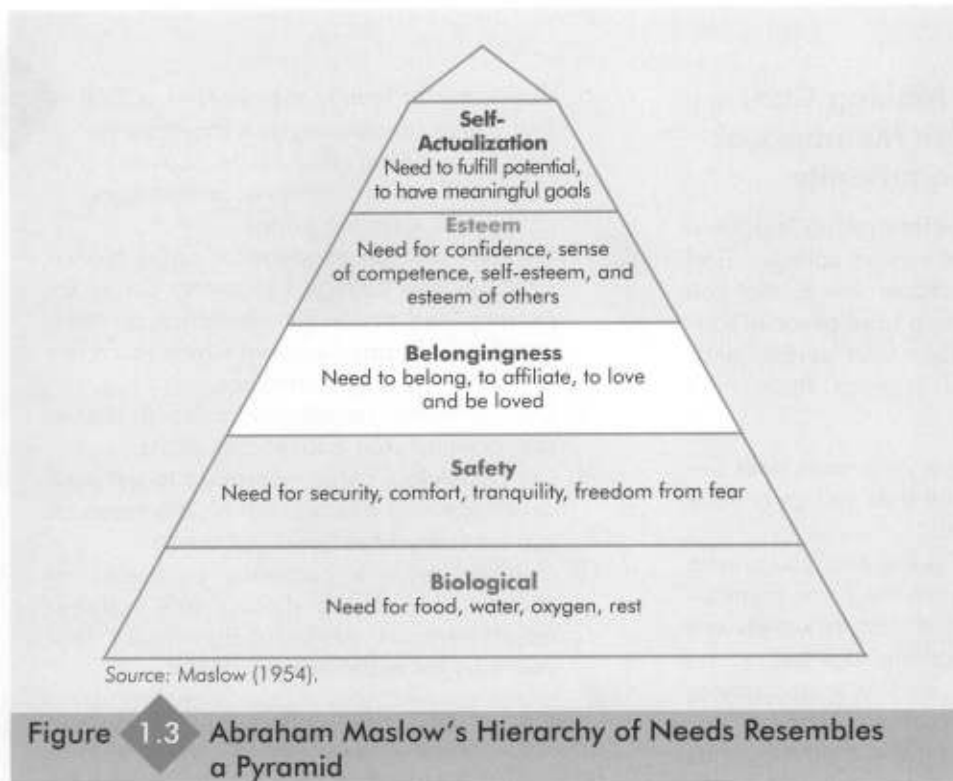 Self-
Actualization
Need to fulfill potential,
to have meaningful goals
Esteem
Need for confidence, sense
of competence, self-esteem, and
esteem of others
Belongingness
Need to belong, to affiliate, to love
and be loved
Safety
Need for security, comfort, tranquility, freedom from fear
Biological
Need for food, water, oxygen, rest
Source: Maslow (1954).
Figure 1.3 Abraham Maslow's Hierarchy of Needs Resembles
a Pyramid